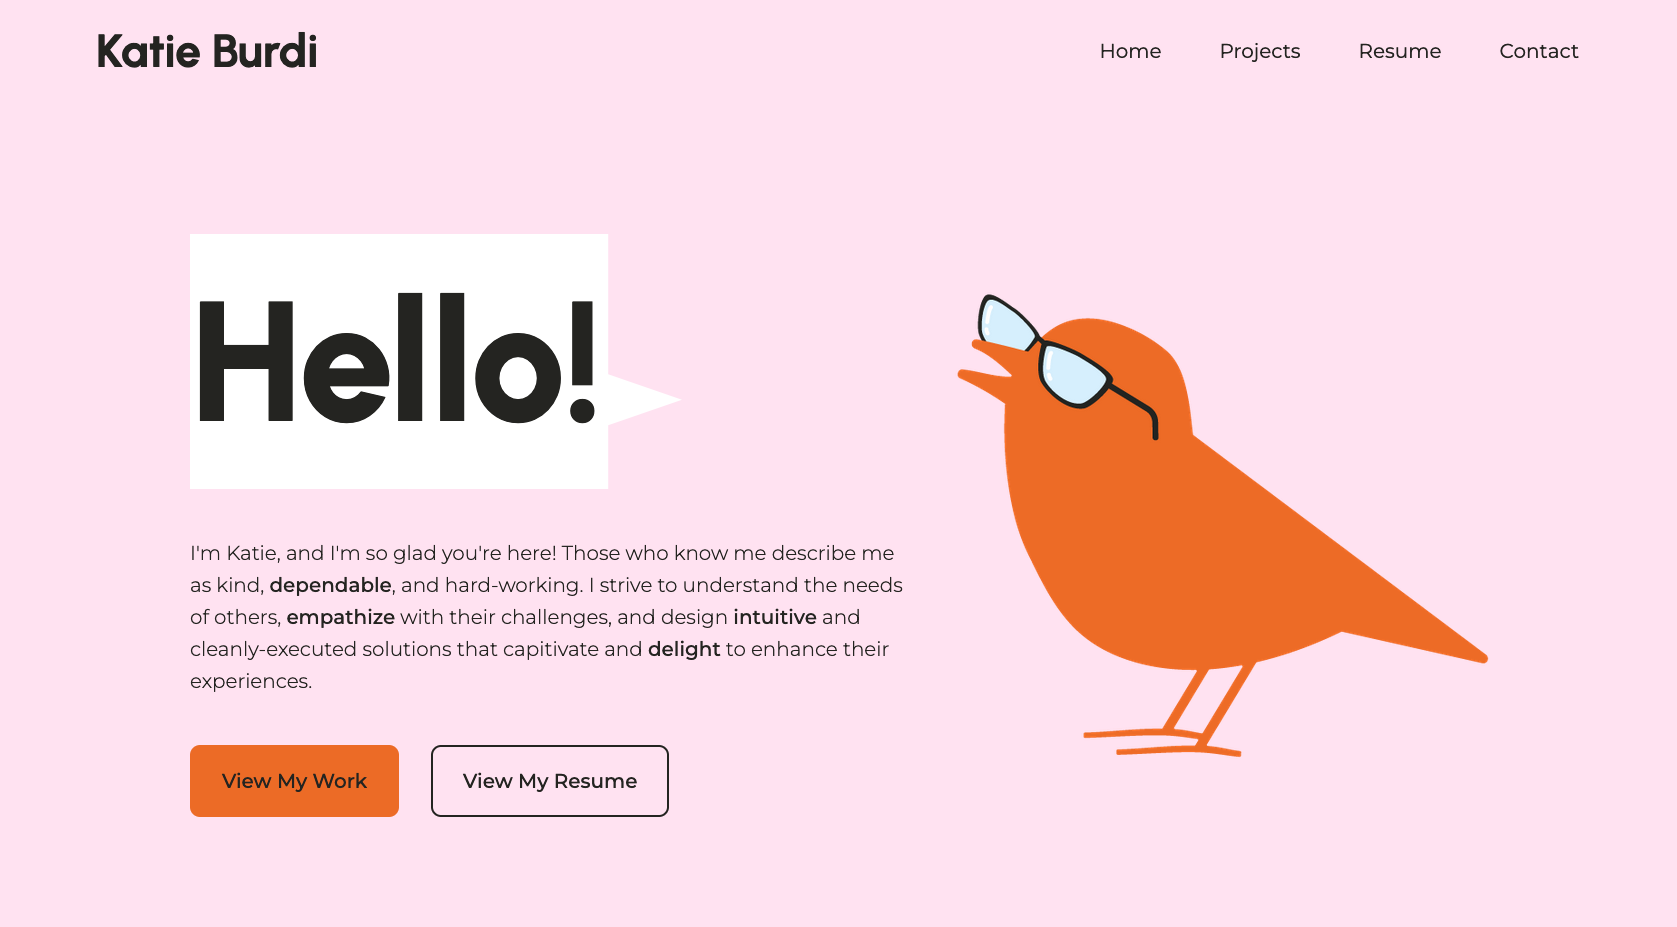 Katie Burdi
Home
Projects
Resume
Contact
Hello!
I'm Katie, and I'm so glad you're here! Those who know me describe me
as kind, dependable, and hard-working. I strive to understand the needs
of others, empathize with their challenges, and design intuitive and
cleanly-executed solutions that capitivate and delight to enhance their
experiences.
View My Work
View My Resume